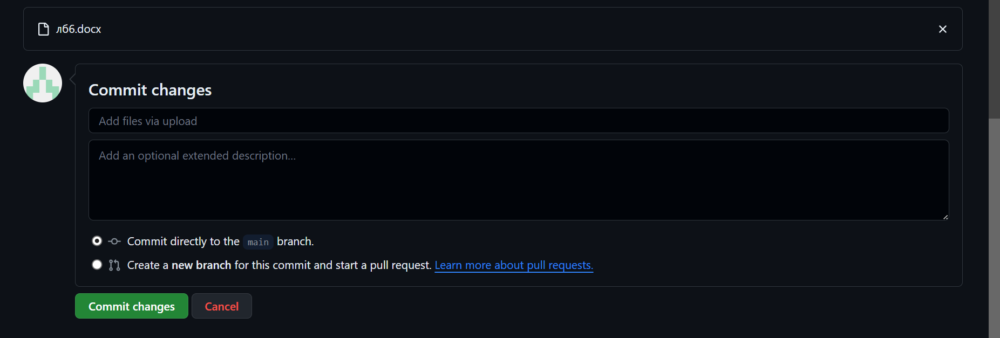 лб6.docx
Commit changes
Add files via upload
Add an optional extended description...
Commit directly to the main branch.
Create a new branch for this commit and start a pull request. Learn more about pull requests.
Commit changes Cancel